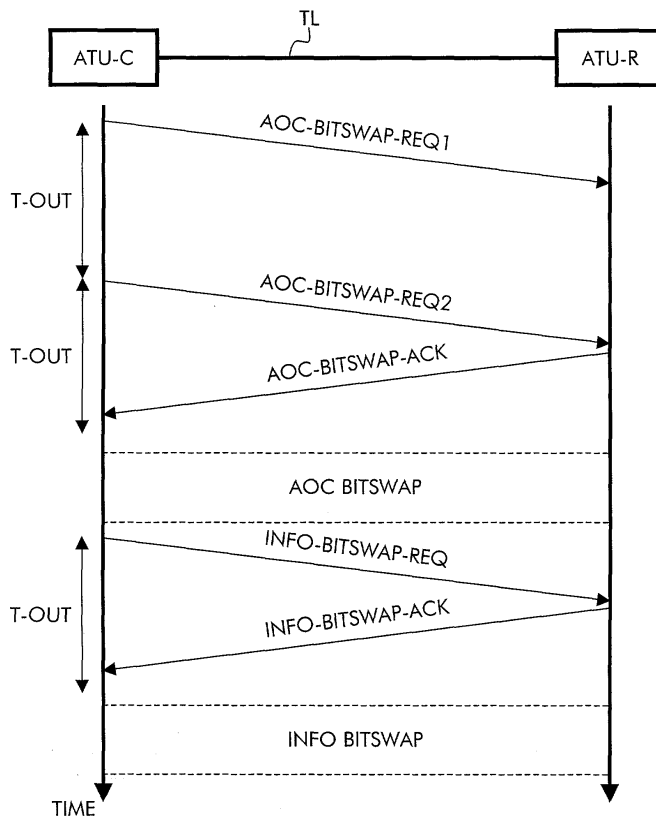 TL
ATU-C
ATU-R
AOC-BITSWAP-REQ1
T-OUT
AOC-BITSWAP-REQ2
T-OUT
AOC-BITSWAP-ACK
AOC BITSWAP
INFO-BITSWAP-REQ
T-OUT
INFO-BITSWAP-ACK
INFO BITSWAP
TIME